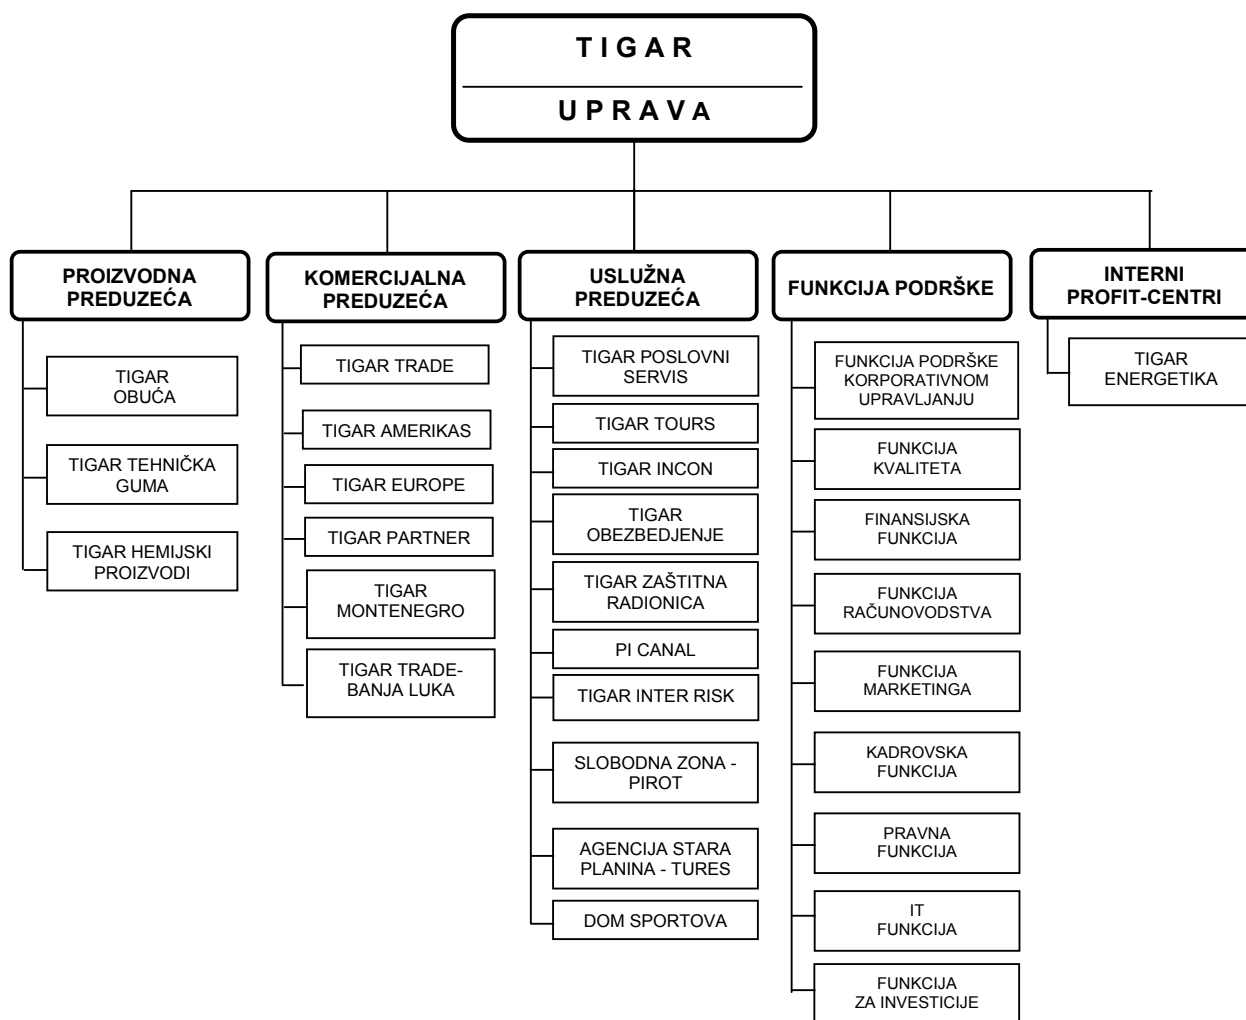 TIGAR
UPRAVA
PROIZVODNA
PREDUZEĆA
TIGAR
OBUĆA
TIGAR TEHNIČKA
GUMA
TIGAR HEMIJSKI
PROIZVODI
KOMERCIJALNA
PREDUZEĆA
TIGAR TRADE
TIGAR AMERIKAS
TIGAR EUROPE
TIGAR PARTNER
TIGAR
MONTENEGRO
TIGAR TRADE-
BANJA LUKA
USLUŽNA
PREDUZEĆA
TIGAR POSLOVNI
SERVIS
TIGAR TOURS
TIGAR INCON
TIGAR
OBEZBEDJENJE
TIGAR ZAŠTITNA
RADIONICA
PI CANAL
TIGAR INTER RISK
SLOBODNA ZONA -
PIROT
AGENCIJA STARA
PLANINA - TURES
DOM SPORTOVA
FUNKCIJA PODRŠKE
FUNKCIJA PODRŠKE
KORPORATIVNOM
UPRAVLJANJU
FUNKCIJA
KVALITETA
FINANSIJSKA
FUNKCIJA
FUNKCIJA
RAČUNOVODSTVA
FUNKCIJA
MARKETINGA
KADROVSKA
FUNKCIJA
PRAVNA
FUNKCIJA
IT
FUNKCIJA
FUNKCIJA
ZA INVESTICIJE
INTERNI
PROFIT-CENTRI
TIGAR
ENERGETIKA